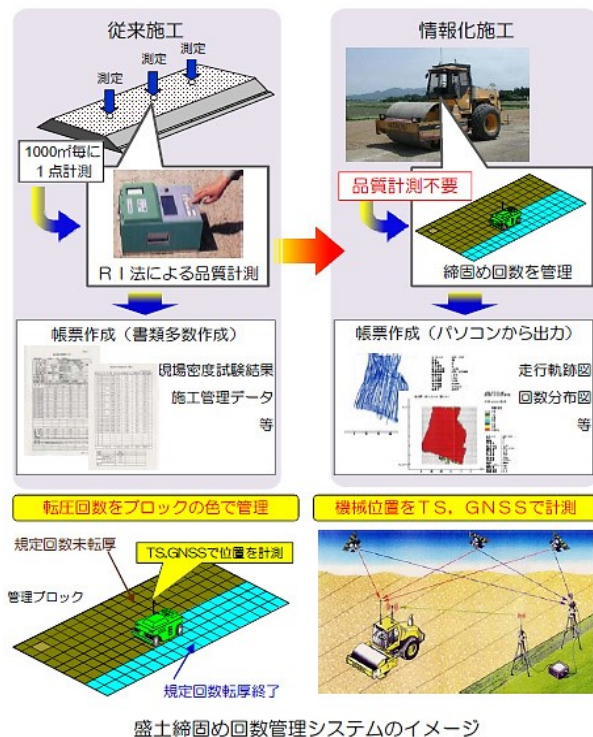 従来施工
測定
測定
測定
1000㎡毎に
1点計測
RI法による品質計測
帳票作成（書類多数作成）
現場密度試験結果
施工管理データ
等
情報化施工
品質計測不要
締固め回数を管理
帳票作成（パソコンから出力）
走行軌跡図
回数分布図
等
転圧回数をブロックの色で管理
規定回数未転厚
TS,GNSSで位置を計測
管理ブロック
規定回数転厚終了
機械位置をTS，GNSSで計測
盛土締固め回数管理システムのイメージ